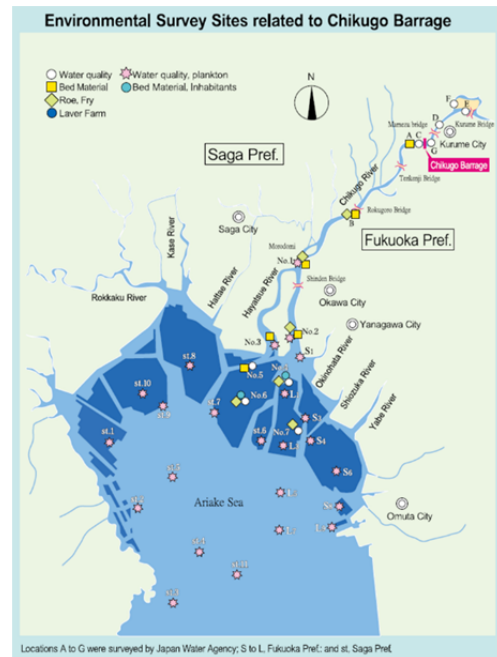 Environmental Survey Sites related to Chikugo Barrage
Water quality
Water quality, plankton
Bed Material
Bed Material, Inhabitants
Roe, Fry
Laver Farm
N
Saga Pref.
F
E
D
Kurume Bridge
A
C
G
Kurume City
Chikugo Barrage
Chikugo River
B
Fukuoka Pref.
Saga City
Kase River
No.1
Hattae River
Hayatsue River
Shinden Bridge
Okawa City
Rokkaku River
Yanagawa City
No.3
No.2
S1
Okinohata River
Shiozuka River
Yabe River
st.8
No.5
st.10
No.6
st.9
st.7
S3
st.1
st.6
No.7
S4
S6
Ariake Sea
Omuta City
Locations A to G were surveyed by Japan Water Agency; S to L, Fukuoka Pref.; and st. Saga Pref.